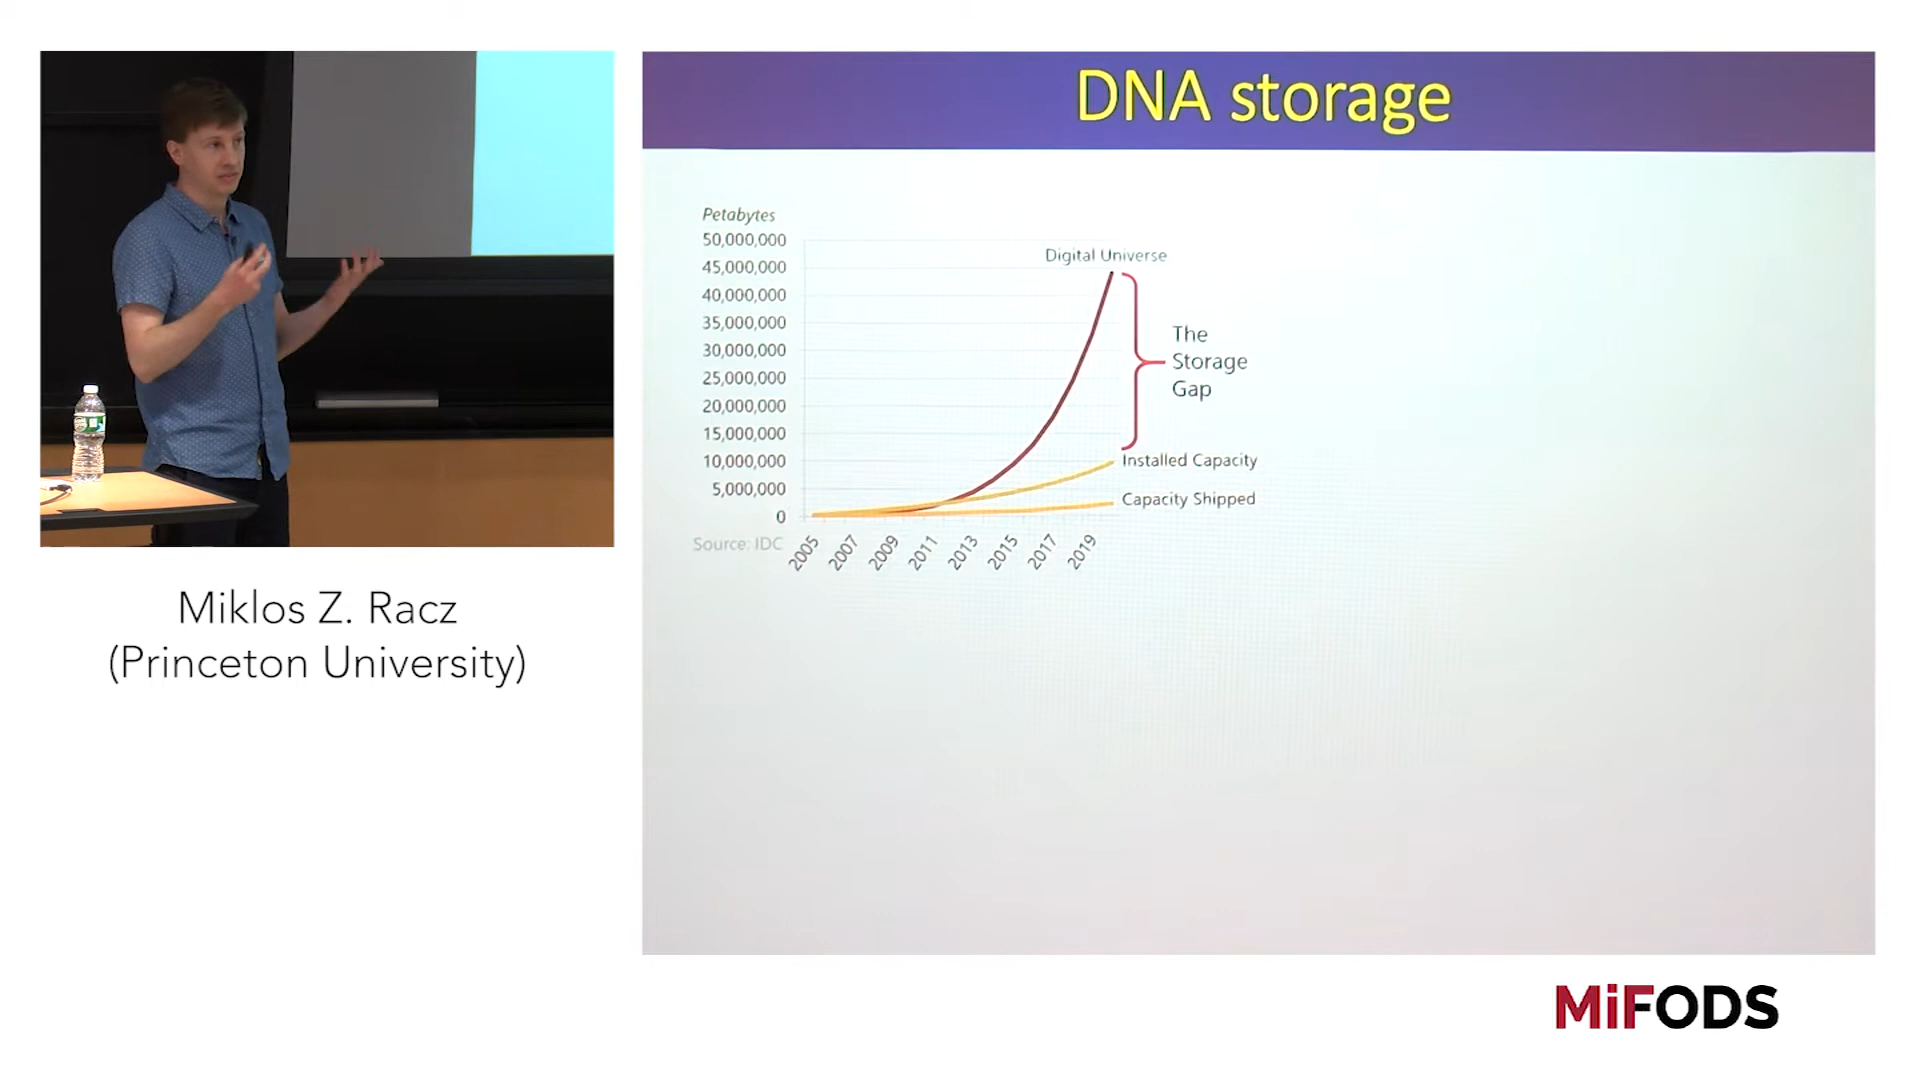 DNA storage
Petabytes
50,000,000
45,000,000
40,000,000
35,000,000
30,000,000
25,000,000
20,000,000
15,000,000
10,000,000
5,000,000
0
Digital Universe
The
Storage
Gap
Installed Capacity
Capacity Shipped
Source: IDC
2005
2007
2009
2011
2013
2015
2017
2019
Miklos Z. Racz
(Princeton University)
MiFODS